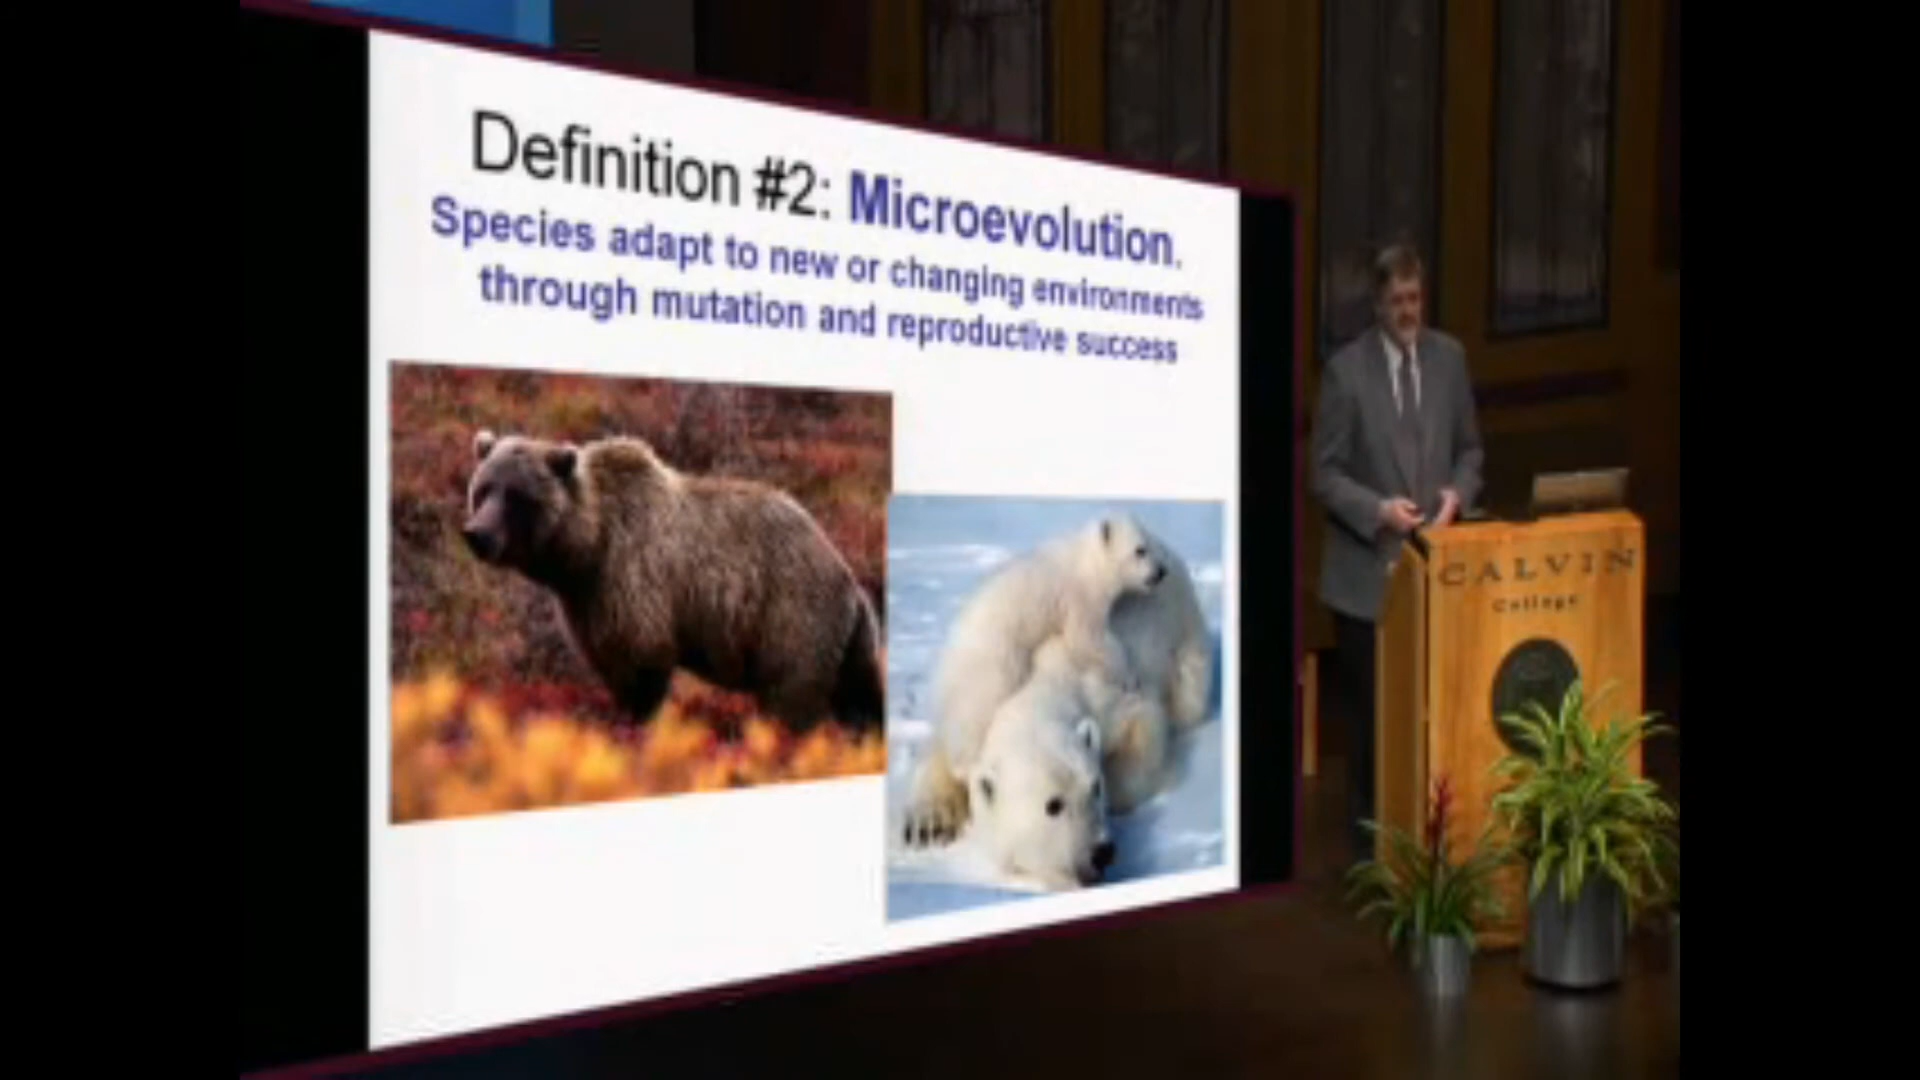 Definition #2: Microevolution.
Species adapt to new or changing environments
through mutation and reproductive success
CALVIN
College